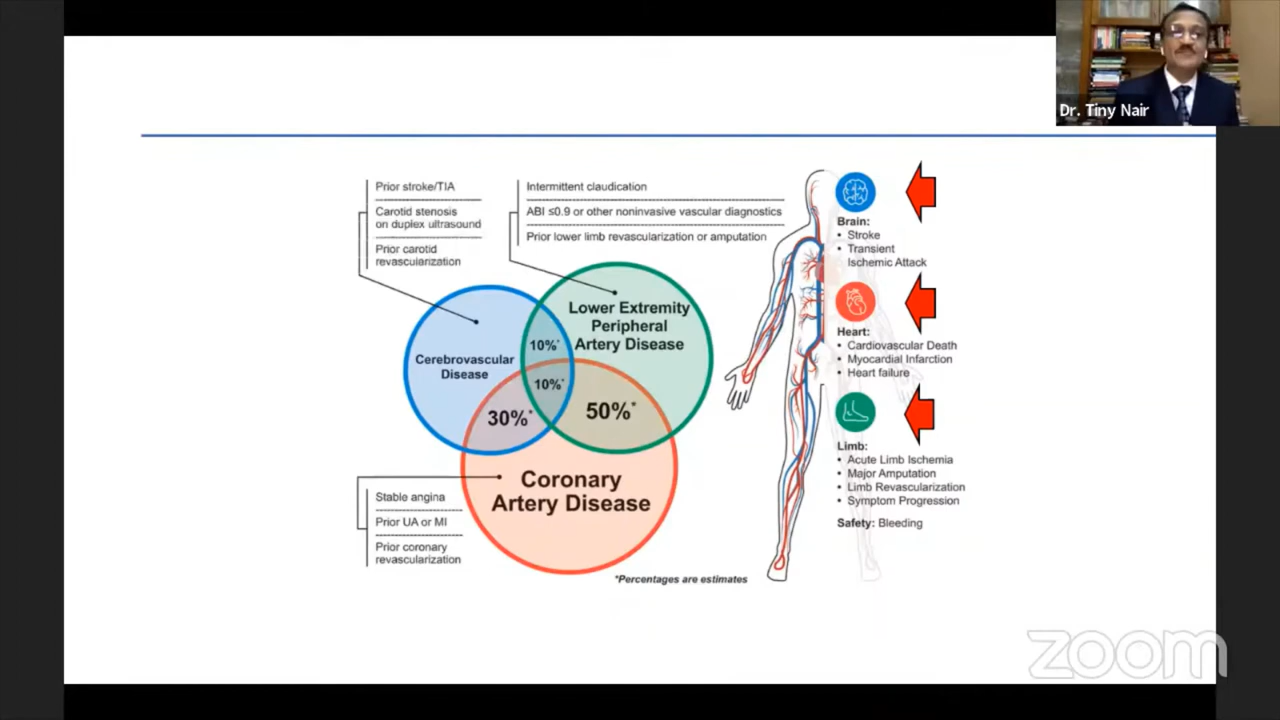 Dr. Tiny Nair
Prior stroke/TIA
Carotid stenosis
on duplex ultrasound
Prior carotid
revascularization
Intermittent claudication
ABI ≤0.9 or other noninvasive vascular diagnostics
Prior lower limb revascularization or amputation
Cerebrovascular
Disease
Lower Extremity
Peripheral
Artery Disease
10%*
10%*
30%*
50%*
Coronary
Artery Disease
Stable angina
Prior UA or MI
Prior coronary
revascularization
*Percentages are estimates
Brain:
• Stroke
• Transient
Ischemic Attack
Heart:
• Cardiovascular Death
• Myocardial Infarction
• Heart failure
Limb:
• Acute Limb Ischemia
• Major Amputation
• Limb Revascularization
• Symptom Progression
Safety: Bleeding
zoom